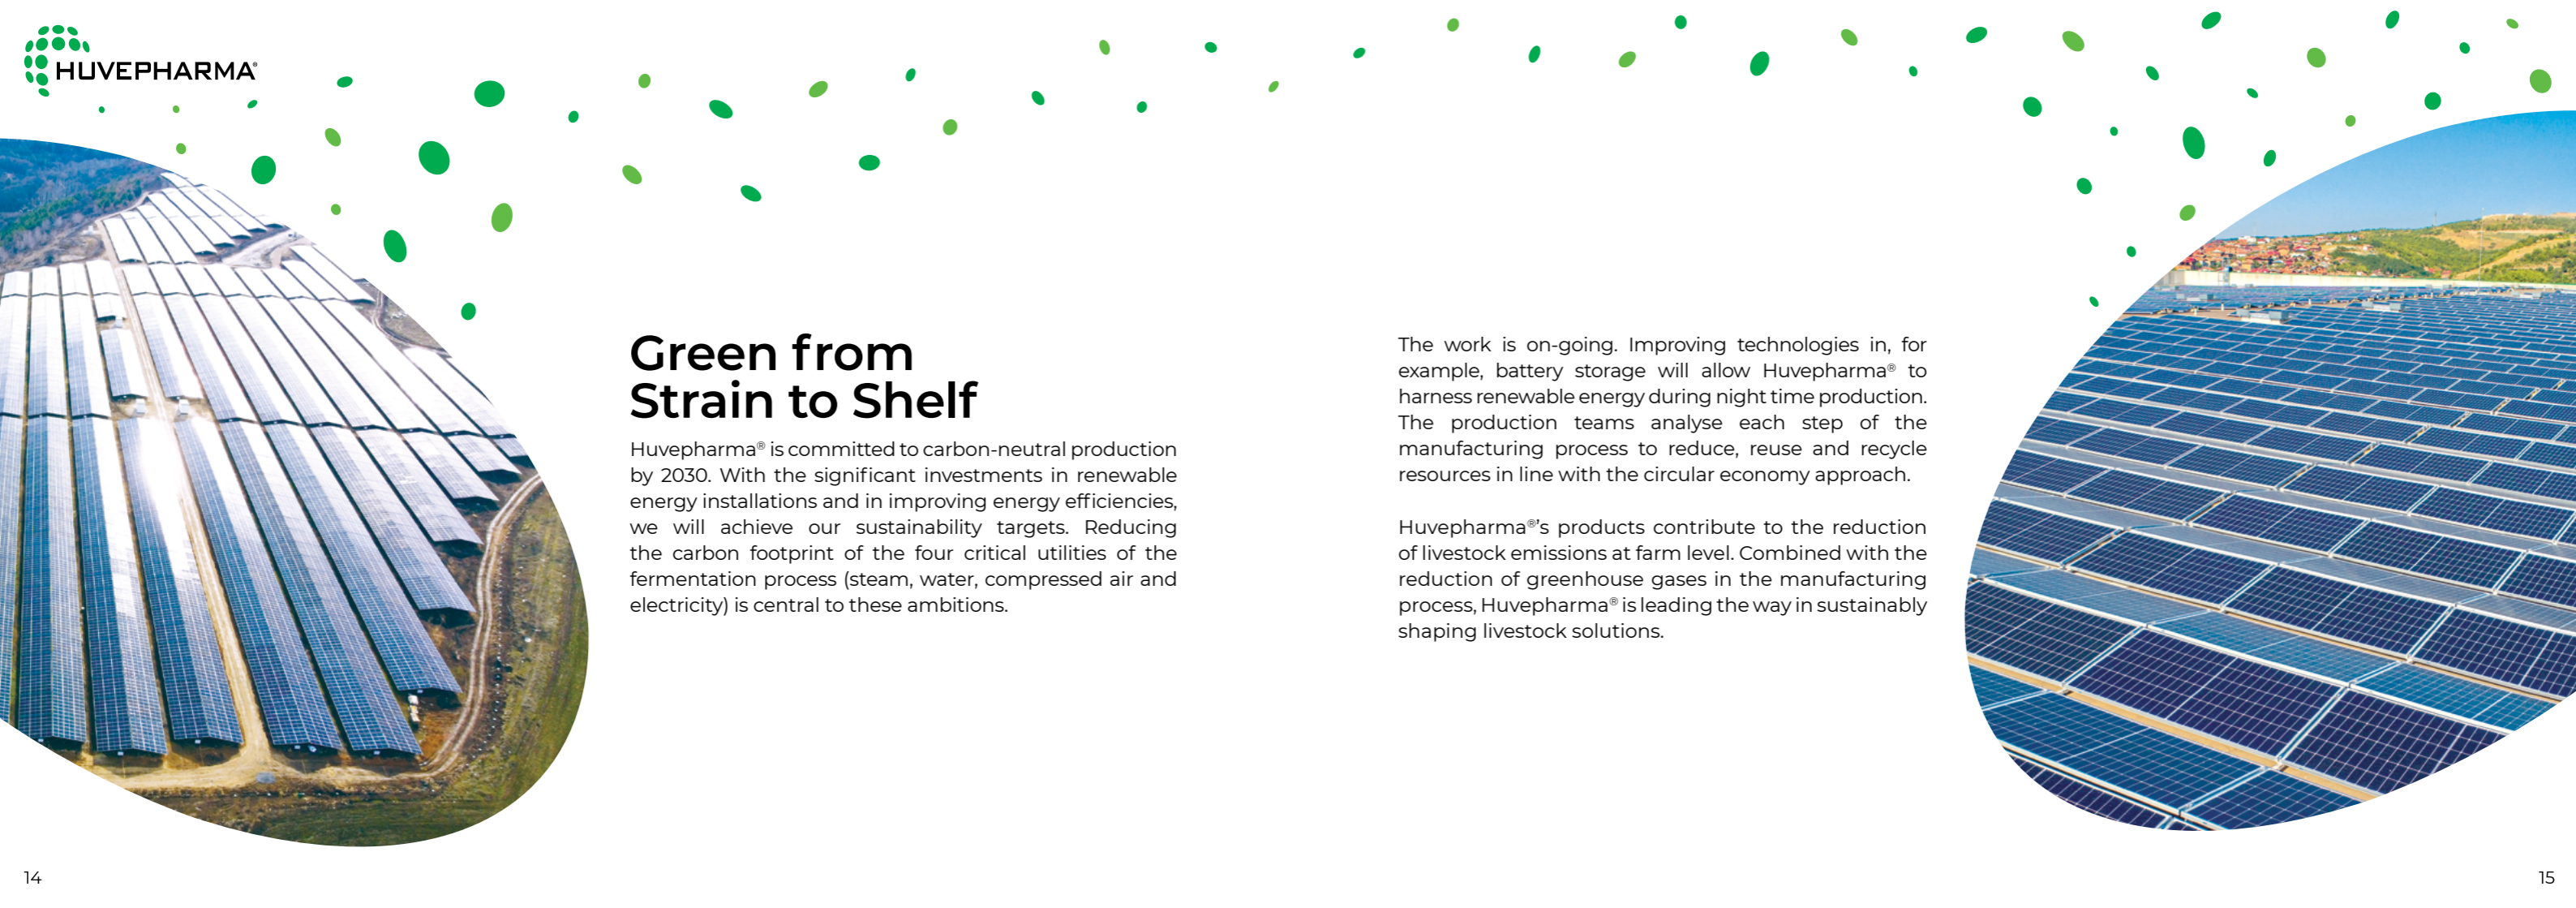 HUVEPHARMA®
Green from
Strain to Shelf
Huvepharma® is committed to carbon-neutral production
by 2030. With the significant investments in renewable
energy installations and in improving energy efficiencies,
we will achieve our sustainability targets. Reducing
the carbon footprint of the four critical utilities of the
fermentation process (steam, water, compressed air and
electricity) is central to these ambitions.
The work is on-going. Improving technologies in, for
example, battery storage will allow Huvepharma® to
harness renewable energy during night time production.
The production teams analyse each step of the
manufacturing process to reduce, reuse and recycle
resources in line with the circular economy approach.
Huvepharma®'s products contribute to the reduction
of livestock emissions at farm level. Combined with the
reduction of greenhouse gases in the manufacturing
process, Huvepharma® is leading the way in sustainably
shaping livestock solutions.
14
15